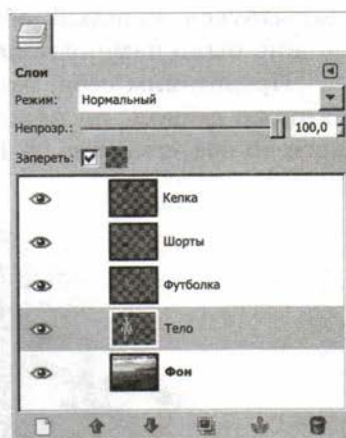 Слои
Режим: Нормальный
Непрозр.: 100,0
Запереть:
Кепка
Шорты
Футболка
Тело
Фон